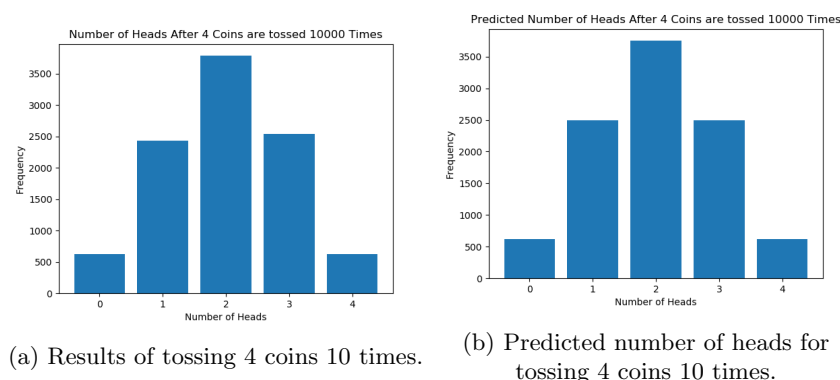 Number of Heads After 4 Coins are tossed 10000 Times
Frequency
3500
3000
2500
2000
1500
1000
500
0
0 1 2 3 4
Number of Heads
(a) Results of tossing 4 coins 10 times.
Predicted Number of Heads After 4 Coins are tossed 10000 Times
Frequency
3500
3000
2500
2000
1500
1000
500
0
0 1 2 3 4
Number of Heads
(b) Predicted number of heads for
tossing 4 coins 10 times.